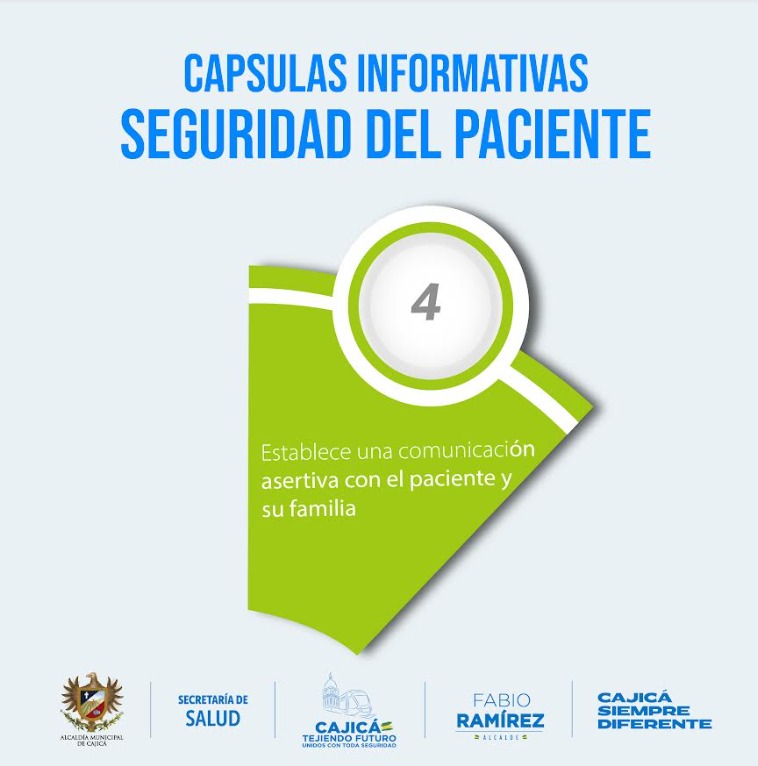 CAPSULAS INFORMATIVAS
SEGURIDAD DEL PACIENTE
4
Establece una comunicación
asertiva con el paciente y
su familia
ALCALDÍA MUNICIPAL
DE CAJICÁ
SECRETARÍA DE
SALUD
CAJICÁ
TEJIENDO FUTURO
UNIDOS CON TODA SEGURIDAD
FABIO
RAMÍREZ
ALCALDE
CAJICÁ
SIEMPRE
DIFERENTE